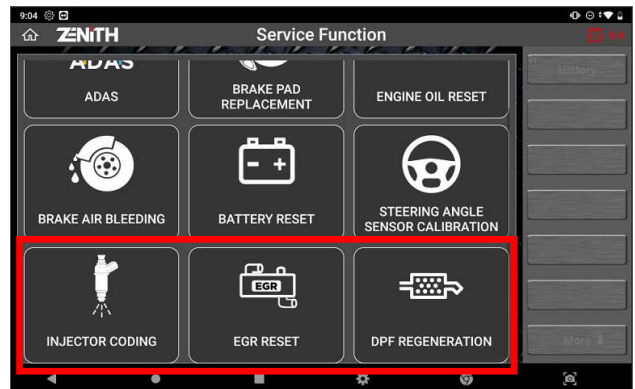 9:04
ZENITH
Service Function
ADAS
ADAS
BRAKE PAD
REPLACEMENT
ENGINE OIL RESET
History
BRAKE AIR BLEEDING
BATTERY RESET
STEERING ANGLE
SENSOR CALIBRATION
EGR
INJECTOR CODING
EGR RESET
DPF REGENERATION
More